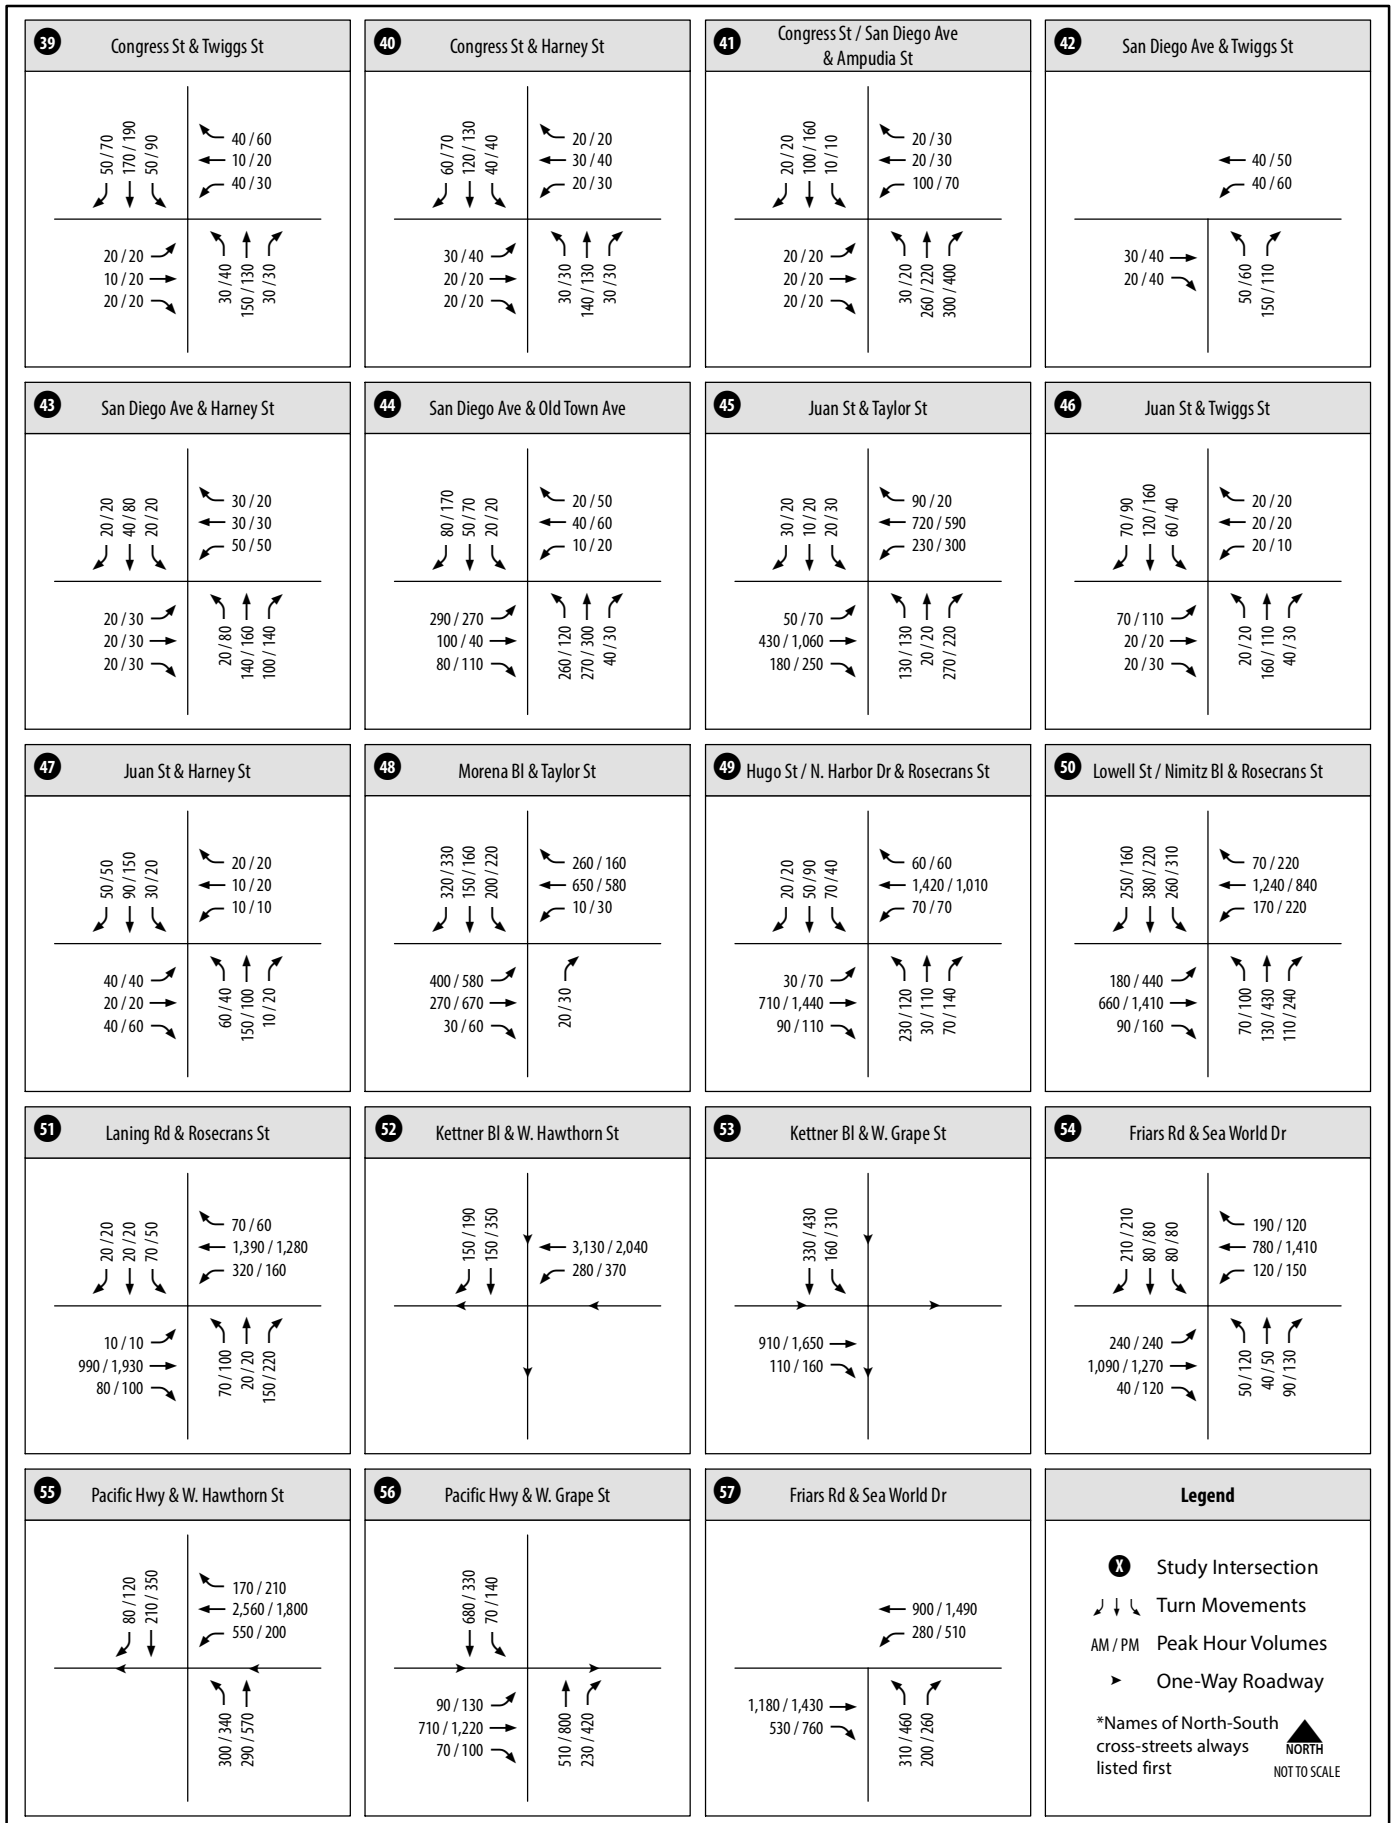 39
Congress St & Twiggs St
50 / 70
170 / 190
50 / 90
40 / 60
10 / 20
40 / 30
20 / 20
10 / 20
20 / 20
30 / 40
150 / 130
30 / 30
40
Congress St & Harney St
60 / 70
120 / 130
40 / 40
20 / 20
30 / 40
20 / 30
30 / 40
20 / 20
20 / 20
30 / 30
140 / 130
30 / 30
41
Congress St / San Diego Ave
& Ampudia St
20 / 20
100 / 160
10 / 10
20 / 30
20 / 30
100 / 70
20 / 20
20 / 20
20 / 20
30 / 20
260 / 220
300 / 400
42
San Diego Ave & Twiggs St
40 / 50
40 / 60
30 / 40
20 / 40
50 / 60
150 / 110
43
San Diego Ave & Harney St
20 / 20
40 / 80
20 / 20
30 / 20
30 / 30
50 / 50
20 / 30
20 / 30
20 / 30
20 / 80
140 / 160
100 / 140
44
San Diego Ave & Old Town Ave
80 / 170
50 / 70
20 / 20
20 / 50
40 / 60
10 / 20
290 / 270
100 / 40
80 / 110
260 / 120
270 / 300
40 / 30
45
Juan St & Taylor St
30 / 20
10 / 20
20 / 30
90 / 20
720 / 590
230 / 300
50 / 70
430 / 1,060
180 / 250
130 / 130
20 / 20
270 / 220
46
Juan St & Twiggs St
70 / 90
120 / 160
60 / 40
20 / 20
20 / 20
20 / 10
70 / 110
20 / 20
20 / 30
20 / 20
160 / 110
40 / 30
47
Juan St & Harney St
50 / 50
90 / 150
30 / 20
20 / 20
10 / 20
10 / 10
40 / 40
20 / 20
40 / 60
60 / 40
150 / 100
10 / 20
48
Morena Bl & Taylor St
320 / 330
150 / 160
200 / 220
260 / 160
650 / 580
10 / 30
400 / 580
270 / 670
30 / 60
20 / 30
49
Hugo St / N. Harbor Dr & Rosecrans St
20 / 20
50 / 90
70 / 40
60 / 60
1,420 / 1,010
70 / 70
30 / 70
710 / 1,440
90 / 110
230 / 120
30 / 110
70 / 140
50
Lowell St / Nimitz Bl & Rosecrans St
250 / 160
380 / 220
260 / 310
70 / 220
1,240 / 840
170 / 220
180 / 440
660 / 1,410
90 / 160
70 / 100
130 / 430
110 / 240
51
Laning Rd & Rosecrans St
20 / 20
20 / 20
70 / 50
70 / 60
1,390 / 1,280
320 / 160
10 / 10
990 / 1,930
80 / 100
70 / 100
20 / 20
150 / 220
52
Kettner Bl & W. Hawthorn St
150 / 190
150 / 350
3,130 / 2,040
280 / 370
53
Kettner Bl & W. Grape St
330 / 430
160 / 310
910 / 1,650
110 / 160
54
Friars Rd & Sea World Dr
210 / 210
80 / 80
80 / 80
190 / 120
780 / 1,410
120 / 150
240 / 240
1,090 / 1,270
40 / 120
50 / 120
40 / 50
90 / 130
55
Pacific Hwy & W. Hawthorn St
80 / 120
210 / 350
170 / 210
2,560 / 1,800
550 / 200
300 / 340
290 / 570
56
Pacific Hwy & W. Grape St
680 / 330
70 / 140
90 / 130
710 / 1,220
70 / 100
510 / 800
230 / 420
57
Friars Rd & Sea World Dr
900 / 1,490
280 / 510
1,180 / 1,430
530 / 760
310 / 460
200 / 260
Legend
X Study Intersection
Turn Movements
AM / PM Peak Hour Volumes
One-Way Roadway
*Names of North-South
cross-streets always
listed first
NORTH
NOT TO SCALE